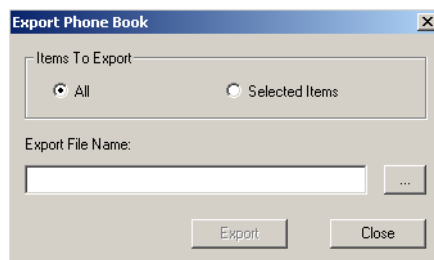 Export Phone Book
Items To Export
All
Selected Items
Export File Name:
...
Export
Close